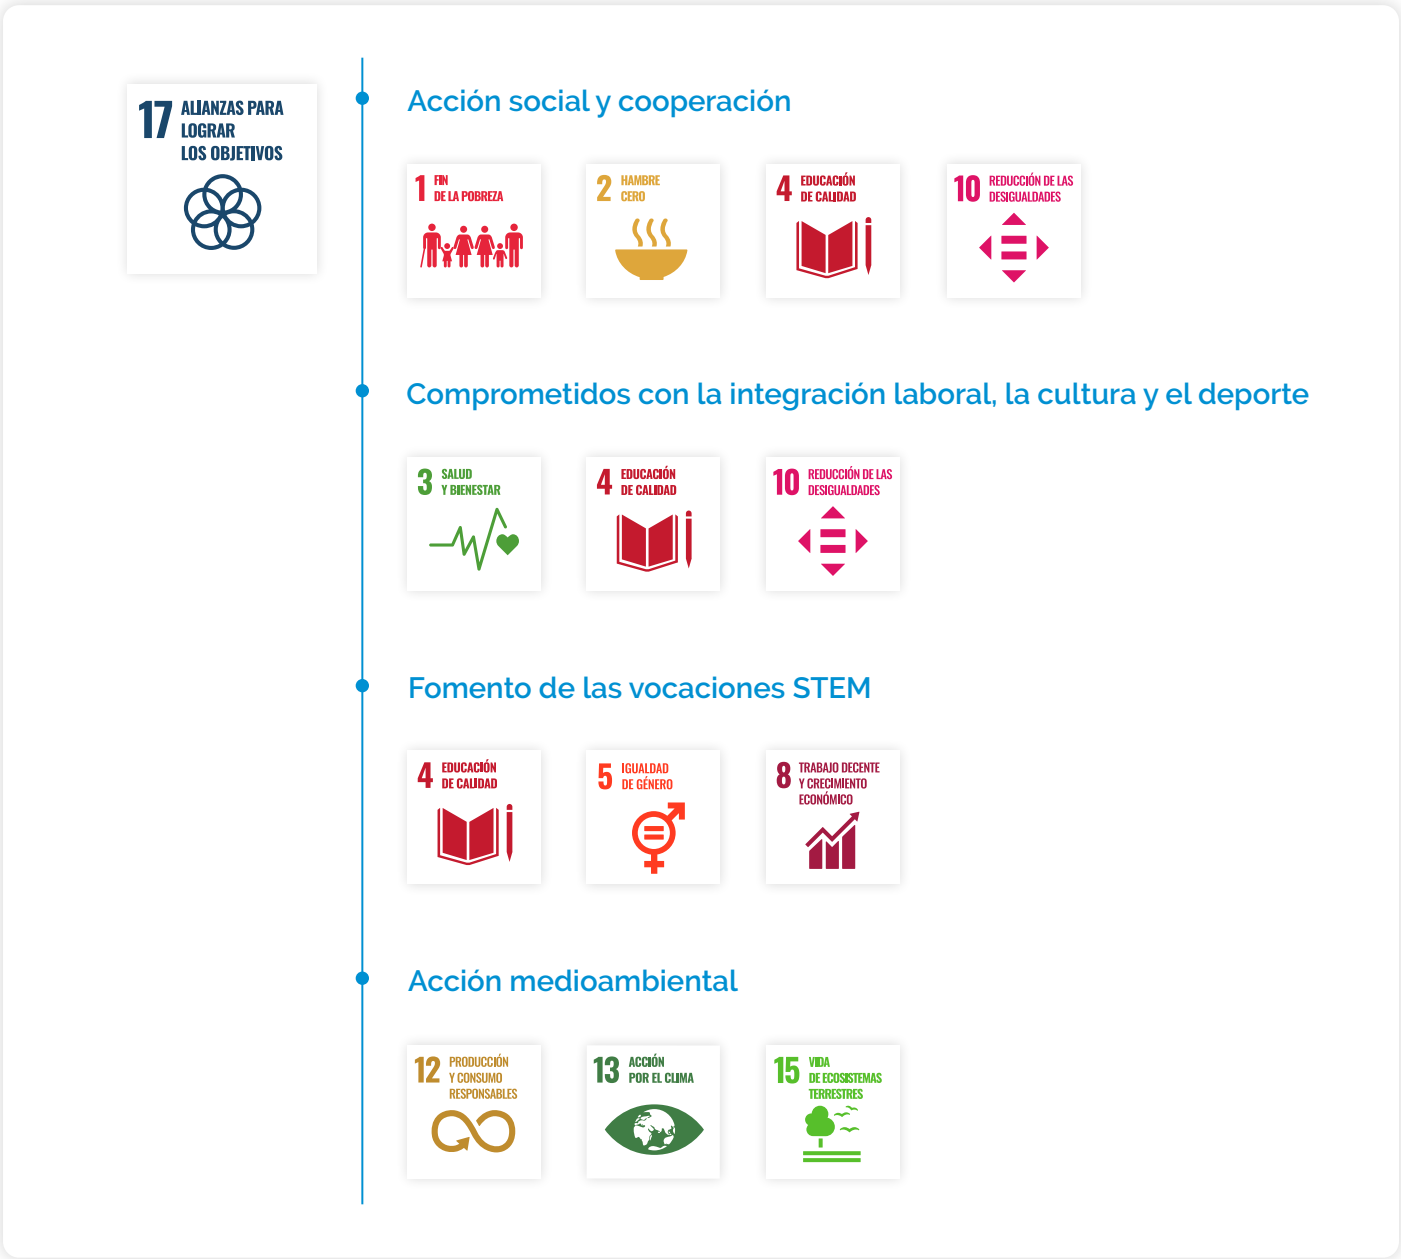 17 ALIANZAS PARA
LOGRAR
LOS OBJETIVOS
Acción social y cooperación
1 FIN
DE LA POBREZA
2 HAMBRE
CERO
4 EDUCACIÓN
DE CALIDAD
10 REDUCCIÓN DE LAS
DESIGUALDADES
Comprometidos con la integración laboral, la cultura y el deporte
3 SALUD
Y BIENESTAR
4 EDUCACIÓN
DE CALIDAD
10 REDUCCIÓN DE LAS
DESIGUALDADES
Fomento de las vocaciones STEM
4 EDUCACIÓN
DE CALIDAD
5 IGUALDAD
DE GÉNERO
8 TRABAJO DECENTE
Y CRECIMIENTO
ECONÓMICO
Acción medioambiental
12 PRODUCCIÓN
Y CONSUMO
RESPONSABLES
13 ACCIÓN
POR EL CLIMA
15 VIDA
DE ECOSISTEMAS
TERRESTRES